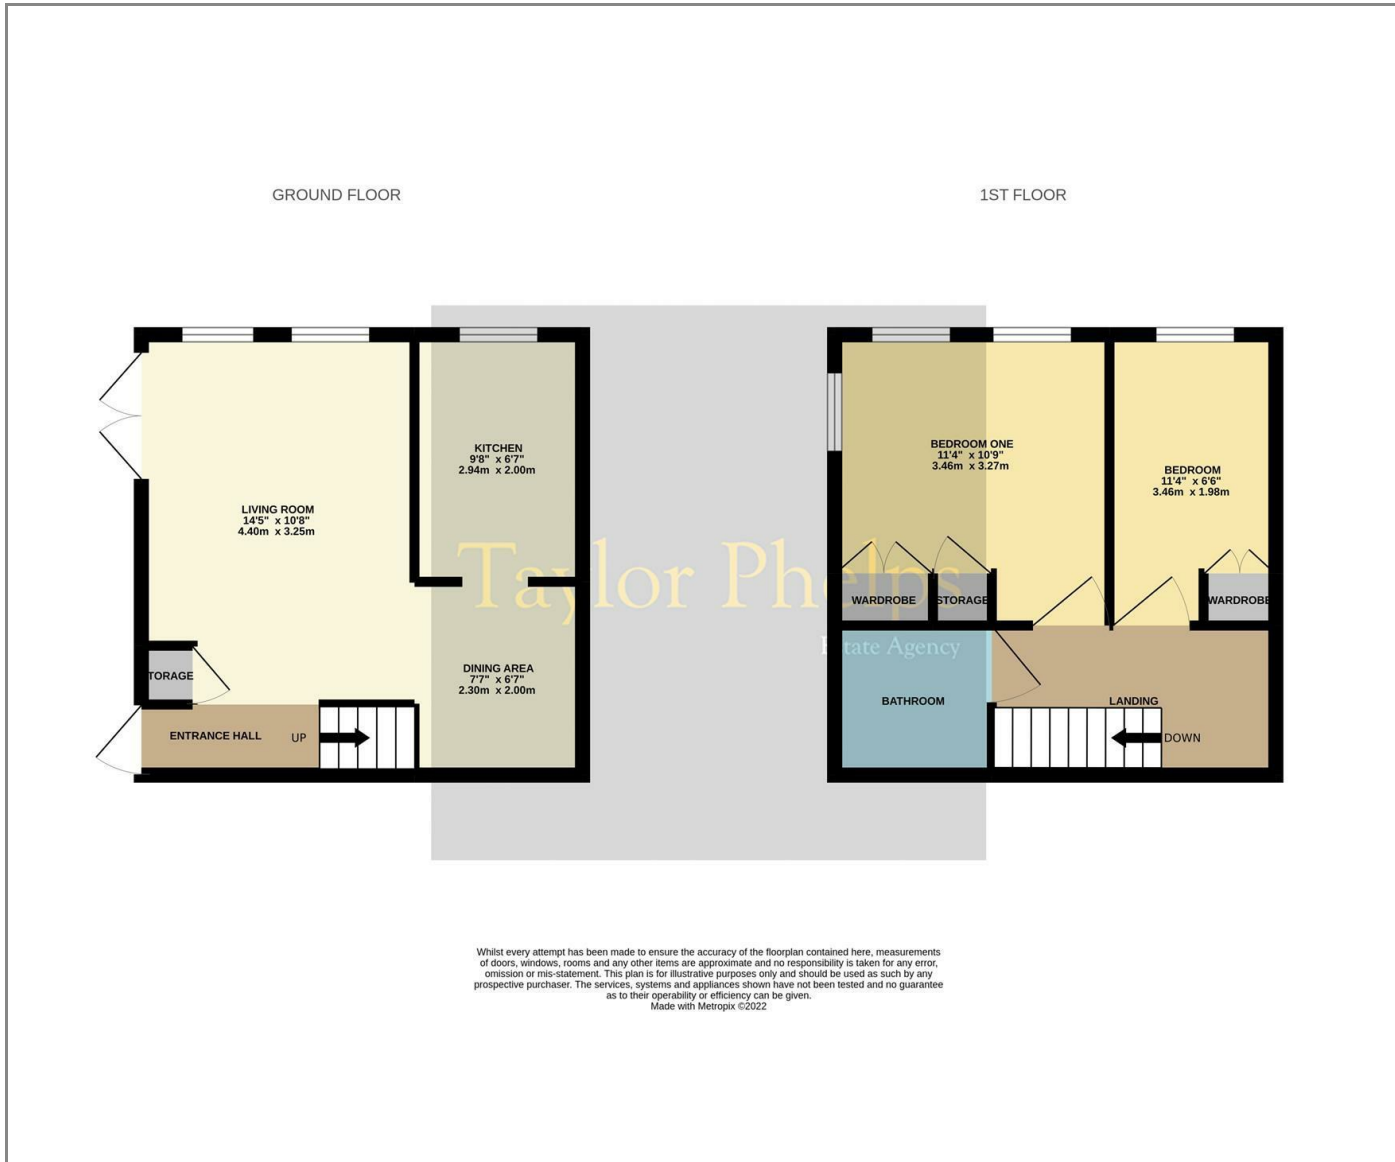 GROUND FLOOR
1ST FLOOR
KITCHEN
9'8" x 6'7"
2.94m x 2.00m
LIVING ROOM
14'5" x 10'8"
4.40m x 3.25m
TORAGE
DINING AREA
7'7" x 6'7"
2.30m x 2.00m
ENTRANCE HALL
UP
BEDROOM ONE
11'4" x 10'9"
3.46m x 3.27m
BEDROOM
11'4" x 6'6"
3.46m x 1.98m
WARDROBE
STORAGE
WARDROBE
BATHROOM
LANDING
DOWN
Taylor Phelps
Estate Agency
Whilst every attempt has been made to ensure the accuracy of the floorplan contained here, measurements
of doors, windows, rooms and any other items are approximate and no responsibility is taken for any error,
omission or mis-statement. This plan is for illustrative purposes only and should be used as such by any
prospective purchaser. The services, systems and appliances shown have not been tested and no guarantee
as to their operability or efficiency can be given.
Made with Metropix ©2022